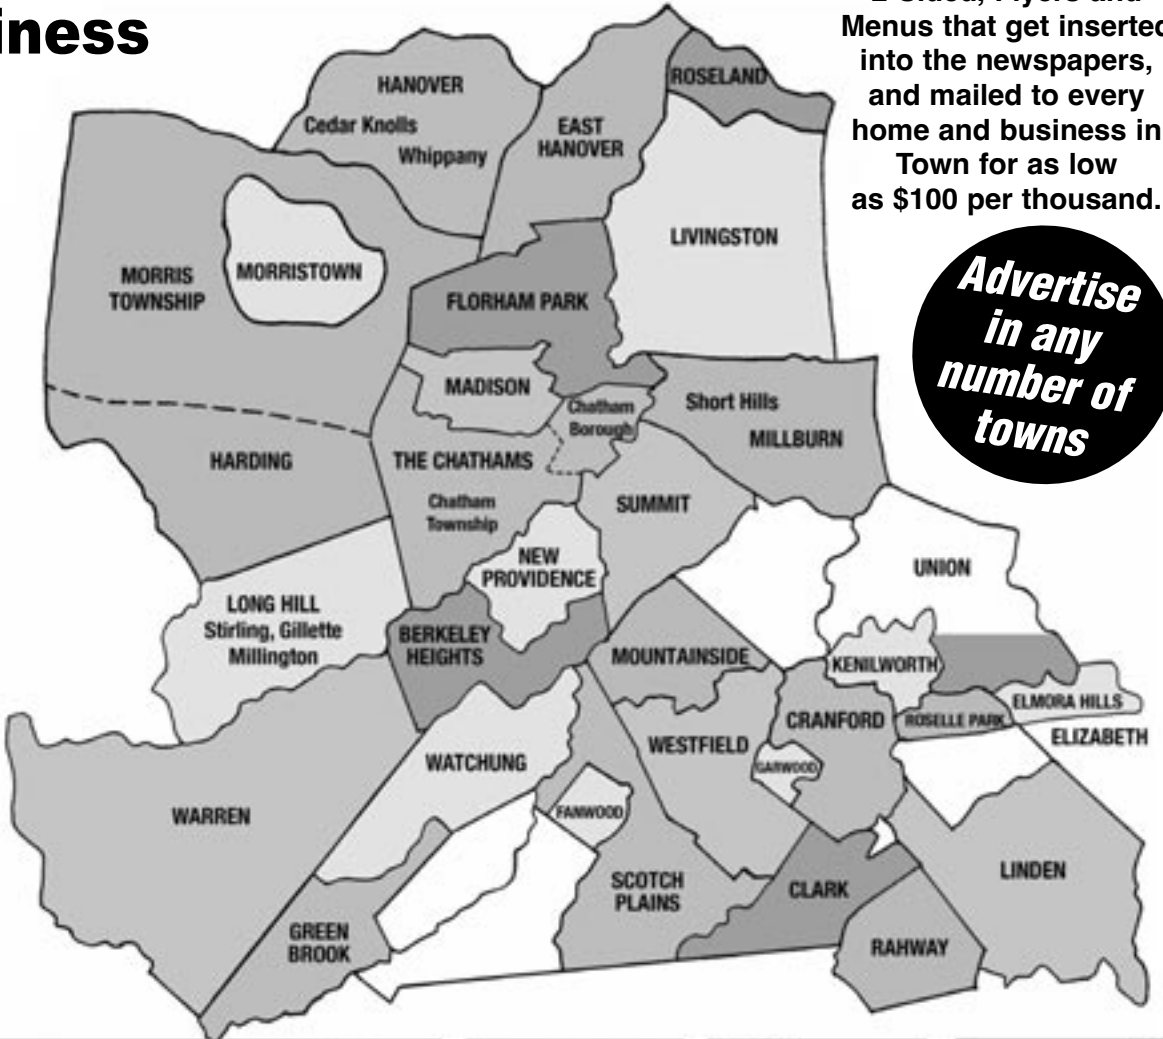 iness
Menus that get inserted
into the newspapers,
and mailed to every
home and business in
Town for as low
as $100 per thousand.
Advertise
in any
number of
towns
ROSELAND
HANOVER
Cedar Knolls
Whippany
EAST
HANOVER
LIVINGSTON
MORRIS
TOWNSHIP
MORRISTOWN
FLORHAM PARK
MADISON
Chatham
Borough
Short Hills
MILLBURN
HARDING
THE CHATHAMS
Chatham
Township
SUMMIT
NEW
PROVIDENCE
UNION
LONG HILL
Stirling, Gillette
Millington
BERKELEY
HEIGHTS
MOUNTAINSIDE
KENILWORTH
ELMORA HILLS
ROSELLE PARK
ELIZABETH
CRANFORD
WESTFIELD
GARWOOD
WATCHUNG
FANWOOD
WARREN
SCOTCH
PLAINS
CLARK
LINDEN
GREEN
BROOK
RAHWAY